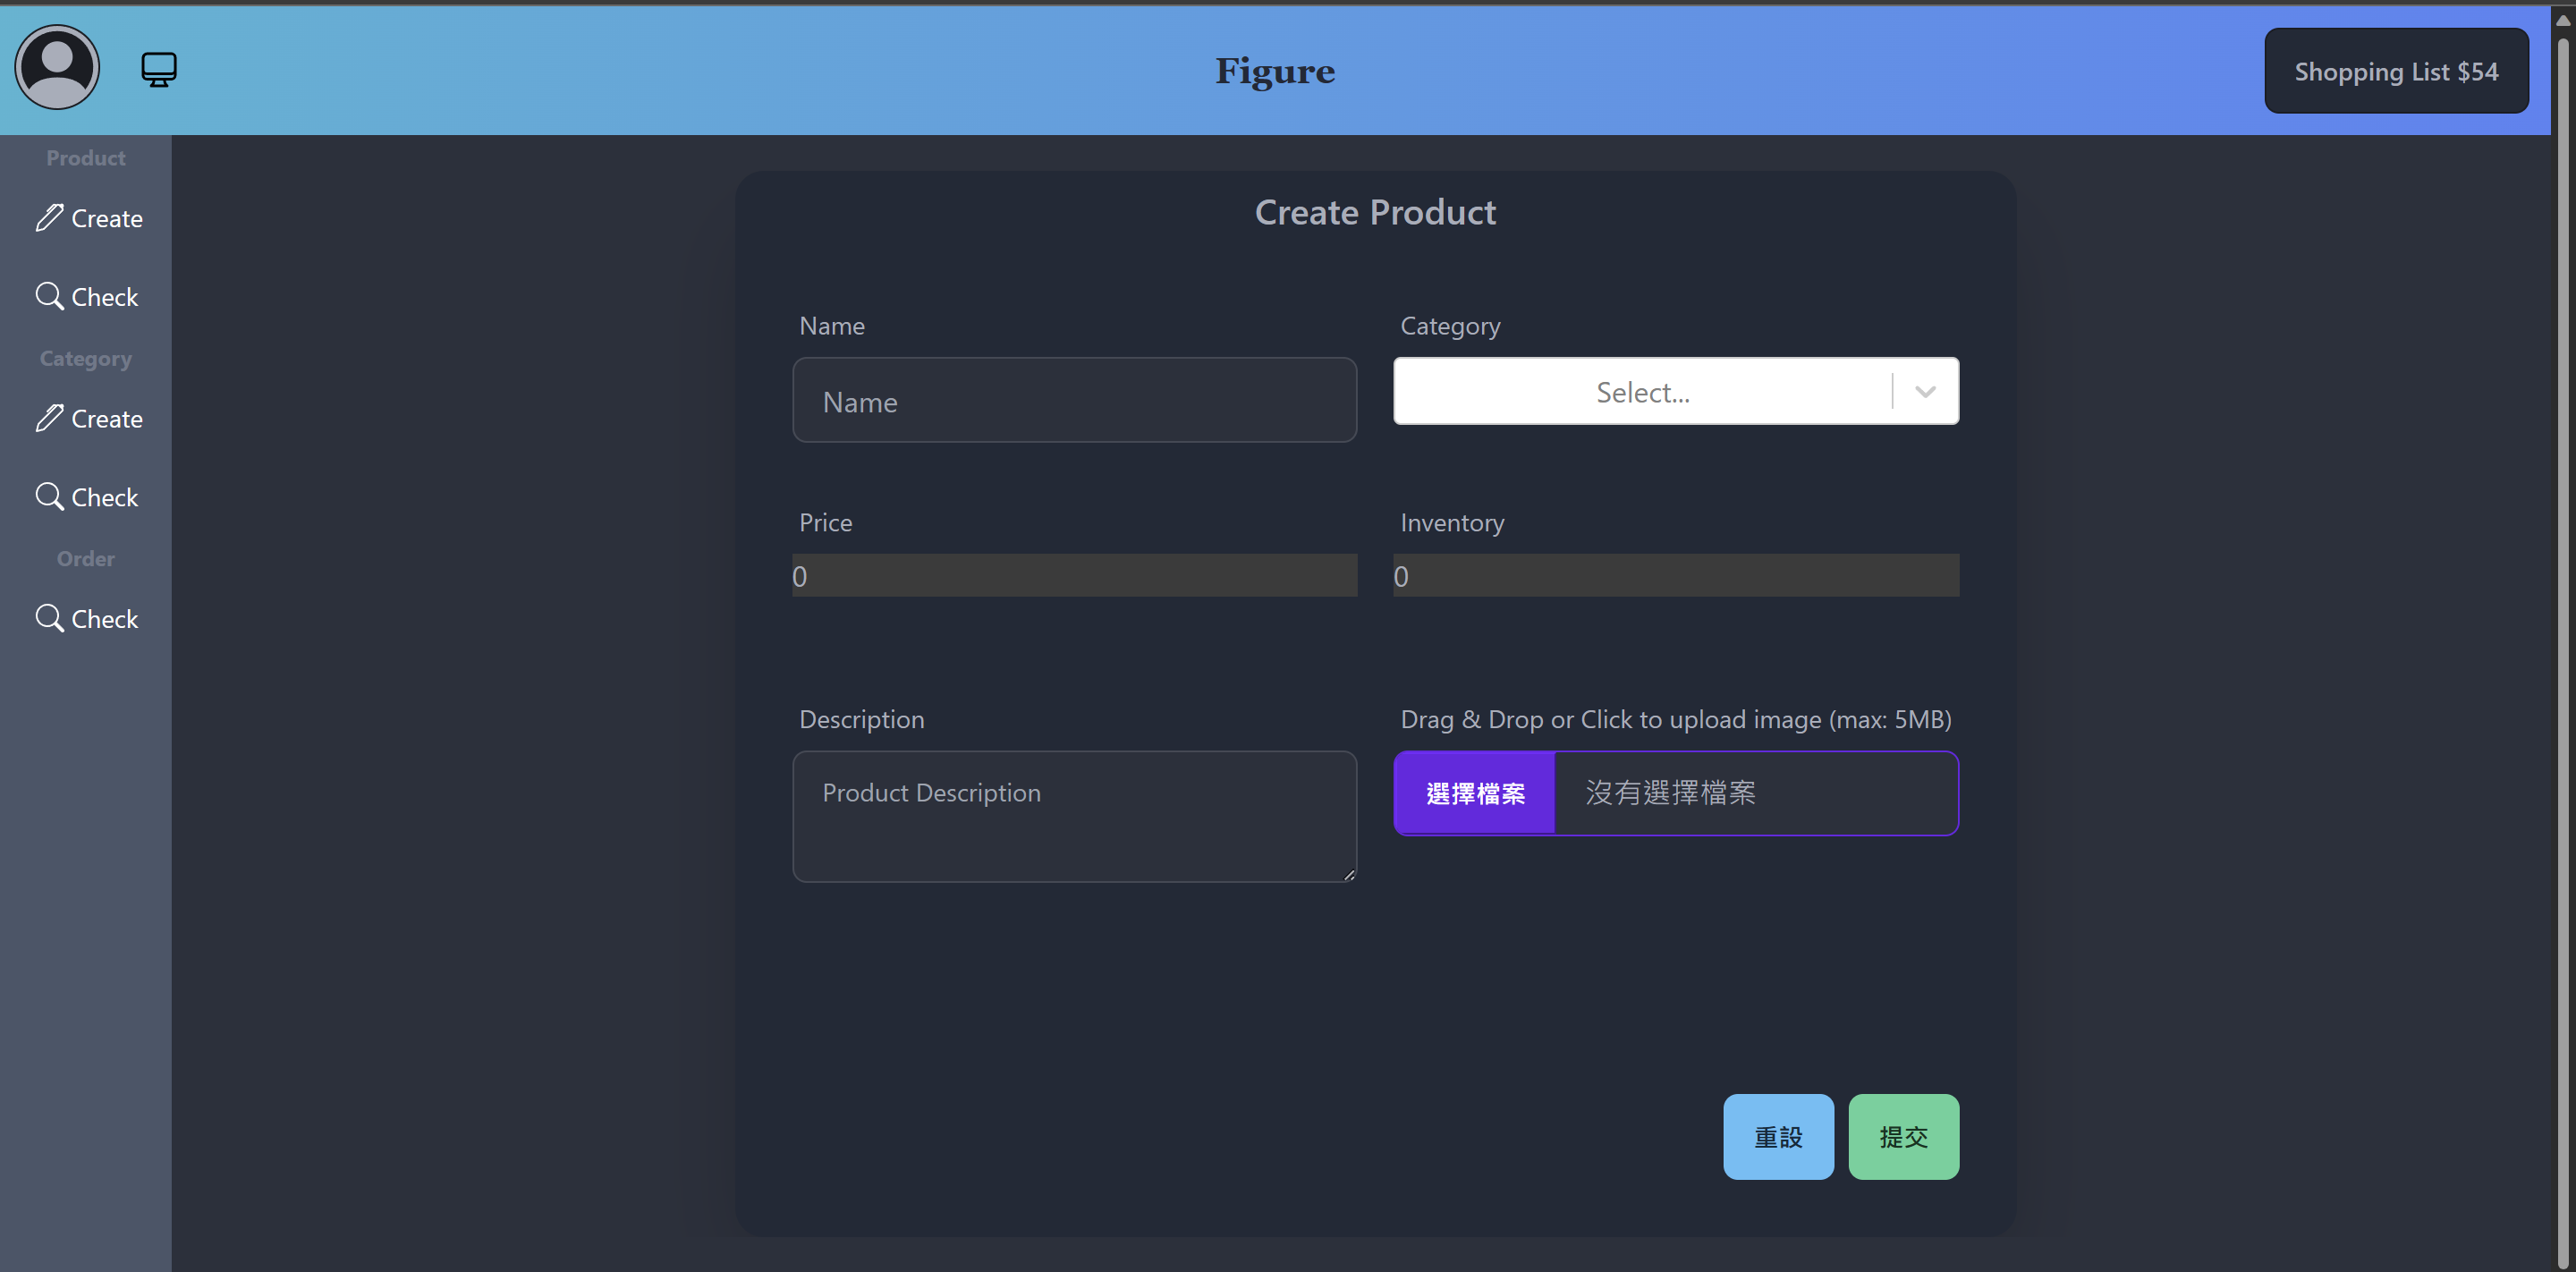 Figure
Shopping List $54
Product
Create
Check
Category
Create
Check
Order
Check
Create Product
Name
Category
Name
Select...
Price
Inventory
0
0
Description
Drag & Drop or Click to upload image (max: 5MB)
Product Description
選擇檔案 沒有選擇檔案
重設
提交